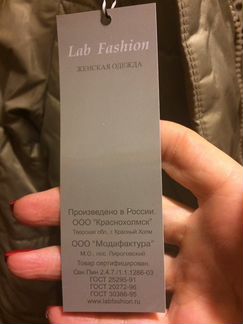 Lab Fashion
ЖЕНСКАЯ ОДЕЖДА
Произведено в России.
ООО "Краснохолмск"
Тверская обл., г.Красный Холм
ООО "Модафактура"
М.О., пос. Пироговский
Товар сертифицирован.
Сан Пин 2.4.7./1.1.1286-03
ГОСТ 25295-91
ГОСТ 20272-96
ГОСТ 30386-95
www.labfashion.ru